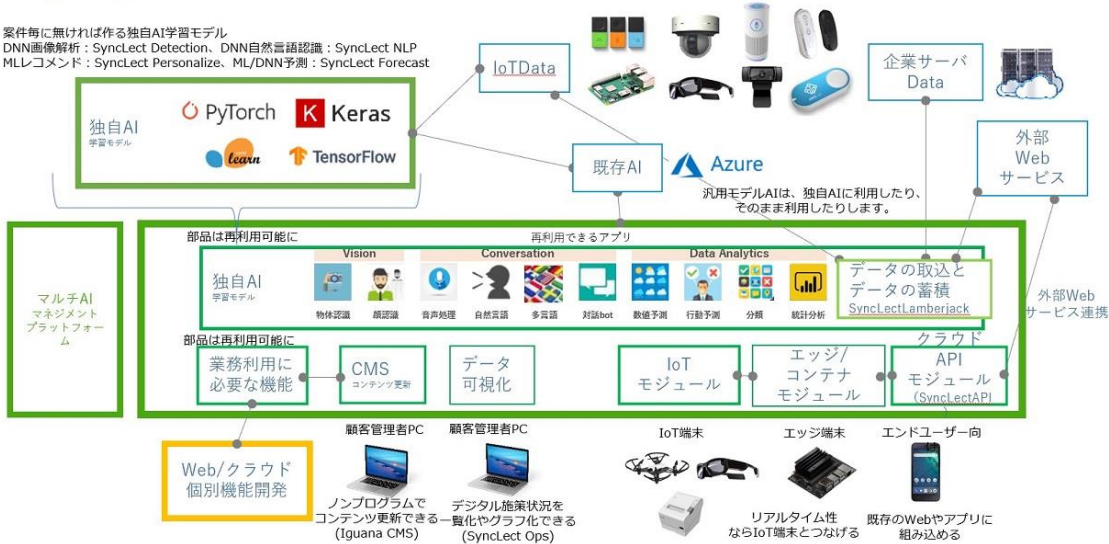 案件毎に無ければ作る独自AI学習モデル
DNN画像解析：SyncLect Detection、DNN自然言語認識：SyncLect NLP
MLレコメンド：SyncLect Personalize、ML/DNN予測：SyncLect Forecast
独自AI
学習モデル
PyTorch
Keras
learn
TensorFlow
IoTData
既存AI
Azure
汎用モデルAIは、独自AIに利用したり、
そのまま利用したりします。
企業サーバ
Data
外部
Web
サービス
外部Web
サービス連携
マルチAI
マネジメント
プラットフォー
ム
部品は再利用可能に
再利用できるアプリ
独自AI
学習モデル
Vision
Conversation
Data Analytics
物体認識
顔認識
音声処理
自然言語
多言語
対話bot
数値予測
行動予測
分類
統計分析
データの取込と
データの蓄積
SyncLectLamberjack
部品は再利用可能に
業務利用に
必要な機能
CMS
コンテンツ更新
データ
可視化
IoT
モジュール
エッジ/
コンテナ
モジュール
クラウド
API
モジュール
(SyncLectAPI
Web/クラウド
個別機能開発
顧客管理者PC
ノンプログラムで
コンテンツ更新できる
(Iguana CMS)
顧客管理者PC
デジタル施策状況を
一覧化やグラフ化できる
(SyncLect Ops)
IoT端末
エッジ端末
リアルタイム性
ならIoT端末とつなげる
エンドユーザー向
け
既存のWebやアプリに
組み込める